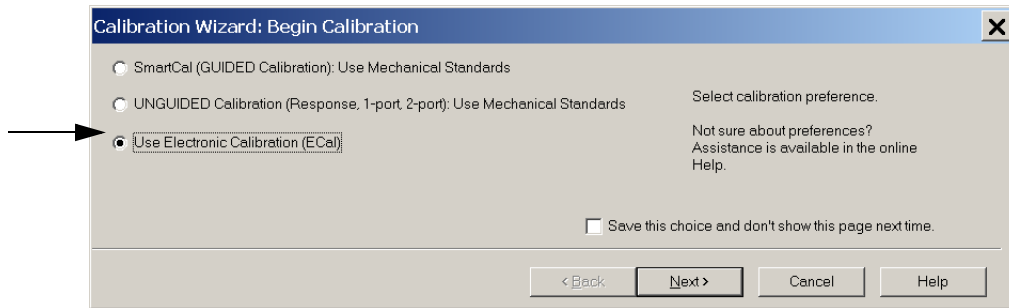 Calibration Wizard: Begin Calibration
SmartCal (GUIDED Calibration): Use Mechanical Standards
UNGUIDED Calibration (Response, 1-port, 2-port): Use Mechanical Standards
Use Electronic Calibration (ECal)
Select calibration preference.
Not sure about preferences?
Assistance is available in the online
Help.
Save this choice and don't show this page next time.
< Back
Next >
Cancel
Help